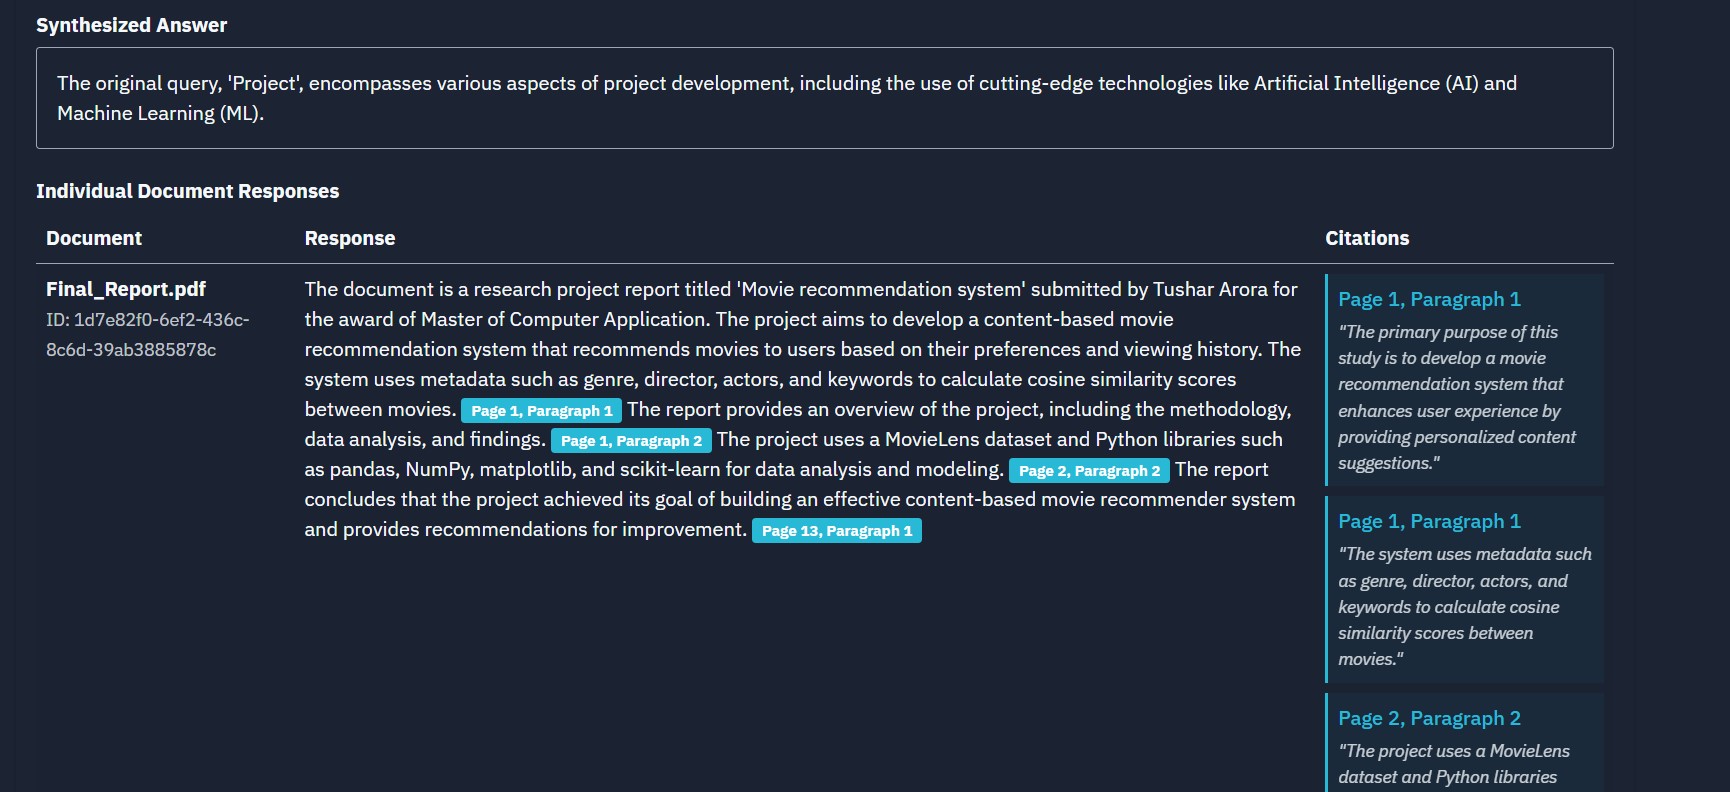 Synthesized Answer
The original query, 'Project', encompasses various aspects of project development, including the use of cutting-edge technologies like Artificial Intelligence (AI) and
Machine Learning (ML).
Individual Document Responses
Document
Response
Citations
Final_Report.pdf
ID: 1d7e82f0-6ef2-436c-
8c6d-39ab3885878c
The document is a research project report titled 'Movie recommendation system' submitted by Tushar Arora for
the award of Master of Computer Application. The project aims to develop a content-based movie
recommendation system that recommends movies to users based on their preferences and viewing history. The
system uses metadata such as genre, director, actors, and keywords to calculate cosine similarity scores
between movies. Page 1, Paragraph 1 The report provides an overview of the project, including the methodology,
data analysis, and findings. Page 1, Paragraph 2 The project uses a MovieLens dataset and Python libraries such
as pandas, NumPy, matplotlib, and scikit-learn for data analysis and modeling. Page 2, Paragraph 2 The report
concludes that the project achieved its goal of building an effective content-based movie recommender system
and provides recommendations for improvement. Page 13, Paragraph 1
Page 1, Paragraph 1
"The primary purpose of this
study is to develop a movie
recommendation system that
enhances user experience by
providing personalized content
suggestions."
Page 1, Paragraph 1
"The system uses metadata such
as genre, director, actors, and
keywords to calculate cosine
similarity scores between
movies."
Page 2, Paragraph 2
"The project uses a MovieLens
dataset and Python libraries